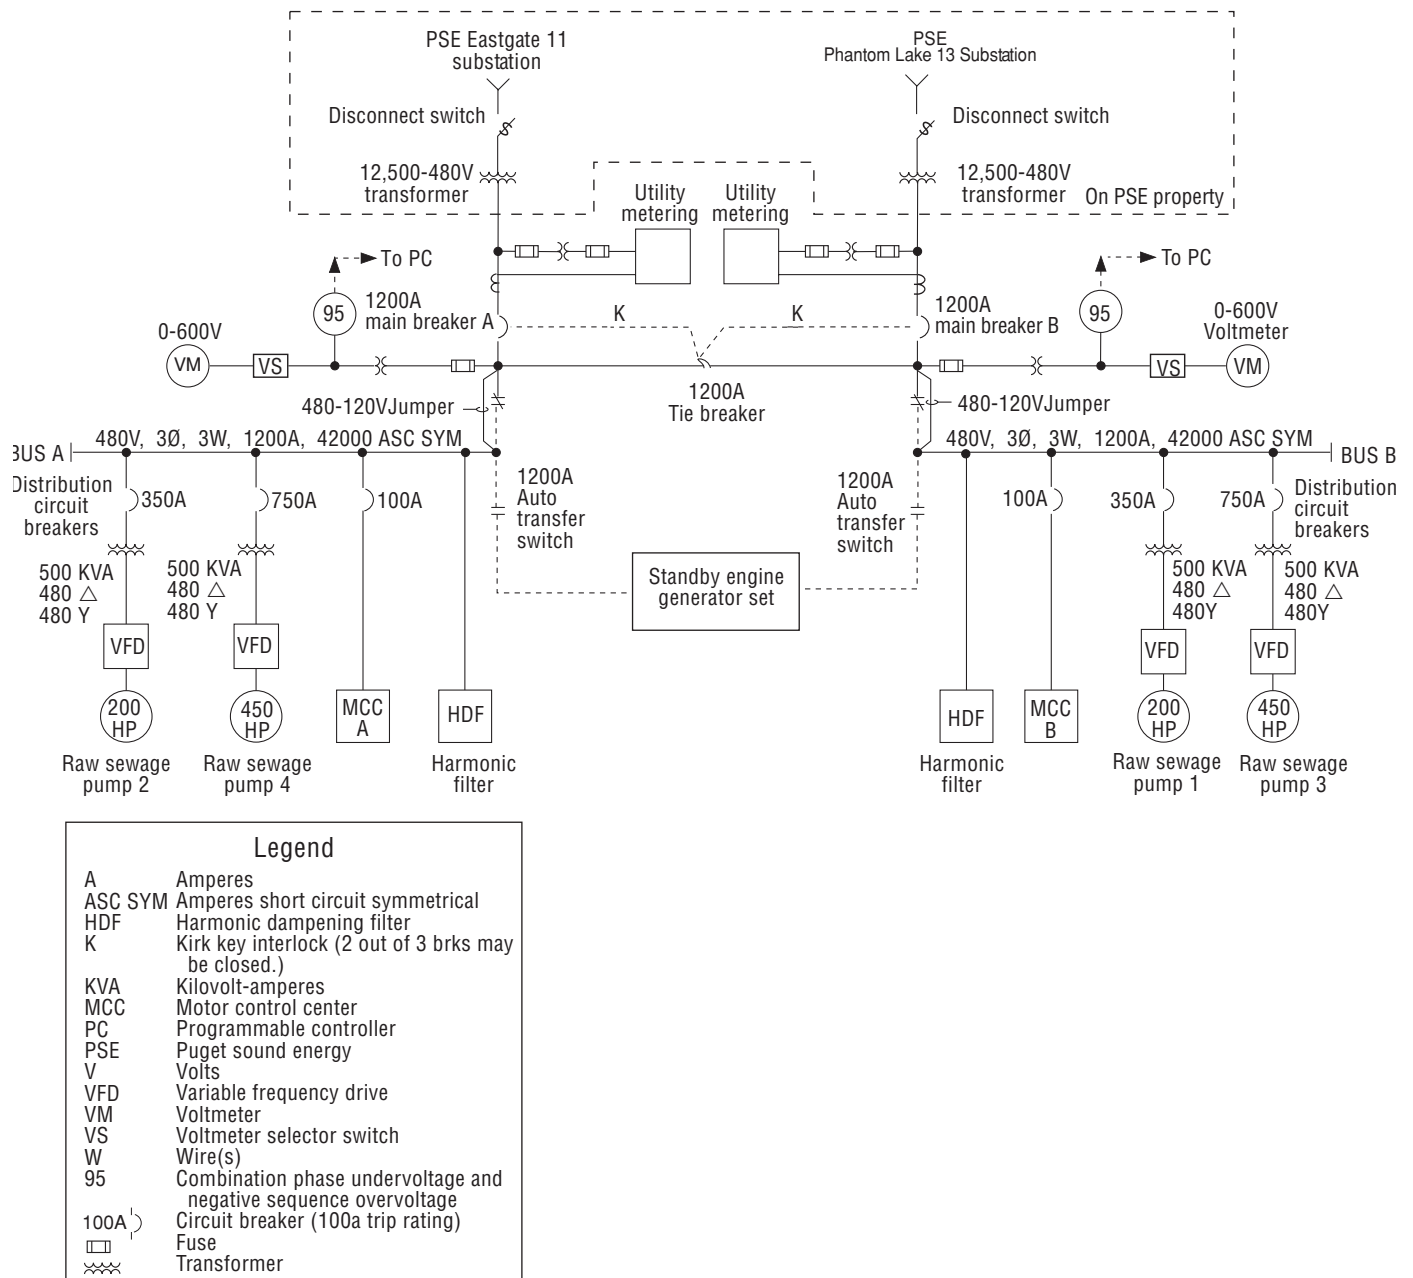 PSE Eastgate 11
substation
PSE
Phantom Lake 13 Substation
Disconnect switch
Disconnect switch
12,500-480V
transformer
12,500-480V
transformer
On PSE property
Utility
metering
Utility
metering
To PC
To PC
95
1200A
main breaker A
K
K
1200A
main breaker B
95
0-600V
VM
VS
0-600V
Voltmeter
VS
VM
1200A
Tie breaker
480-120VJumper
480-120VJumper
BUS A
480V, 3Ø, 3W, 1200A, 42000 ASC SYM
480V, 3Ø, 3W, 1200A, 42000 ASC SYM
BUS B
Distribution
circuit
breakers
350A
750A
100A
1200A
Auto
transfer
switch
1200A
Auto
transfer
switch
100A
350A
750A
Distribution
circuit
breakers
500 KVA
480 △
480 Y
500 KVA
480 △
480 Y
Standby engine
generator set
500 KVA
480 △
480Y
500 KVA
480 △
480Y
VFD
VFD
VFD
VFD
200
HP
450
HP
MCC
A
HDF
HDF
MCC
B
200
HP
450
HP
Raw sewage
pump 2
Raw sewage
pump 4
Harmonic
filter
Harmonic
filter
Raw sewage
pump 1
Raw sewage
pump 3
Legend
A Amperes
ASC SYM Amperes short circuit symmetrical
HDF Harmonic dampening filter
K Kirk key interlock (2 out of 3 brks may
be closed.)
KVA Kilovolt-amperes
MCC Motor control center
PC Programmable controller
PSE Puget sound energy
V Volts
VFD Variable frequency drive
VM Voltmeter
VS Voltmeter selector switch
W Wire(s)
95 Combination phase undervoltage and
negative sequence overvoltage
100A Circuit breaker (100a trip rating)
Fuse
Transformer